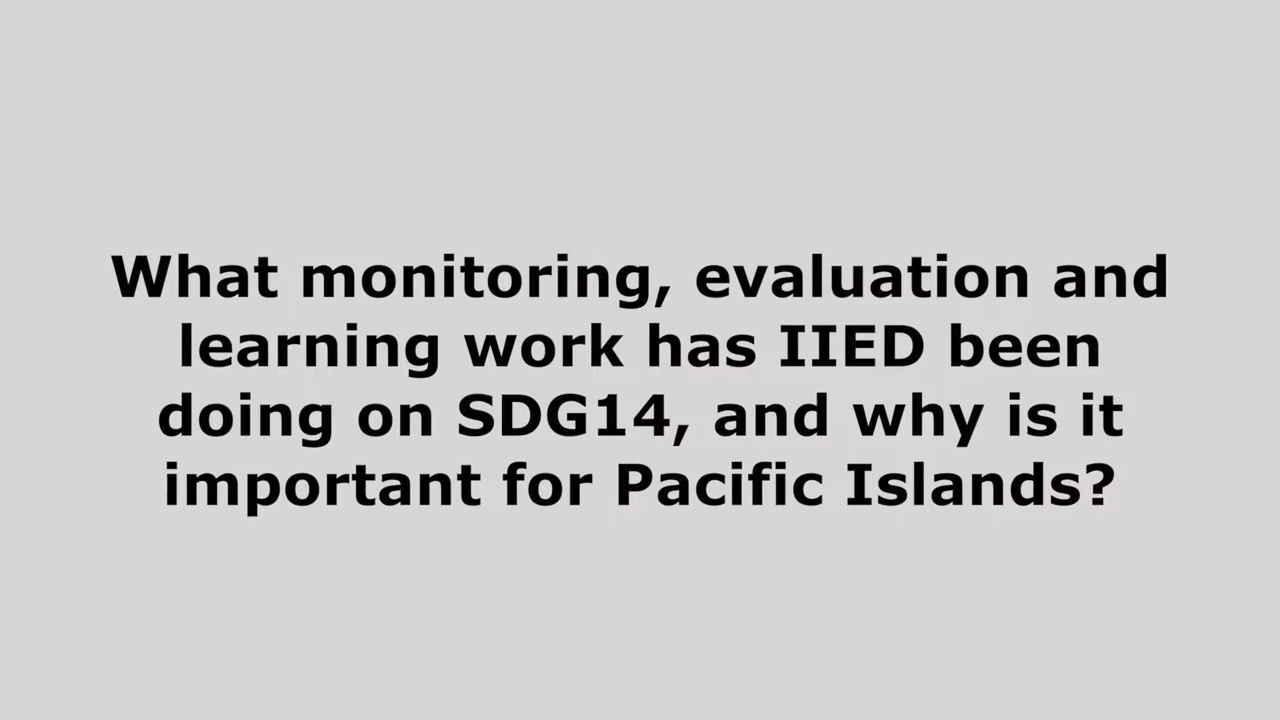 What monitoring, evaluation and
learning work has IIED been
doing on SDG14, and why is it
important for Pacific Islands?